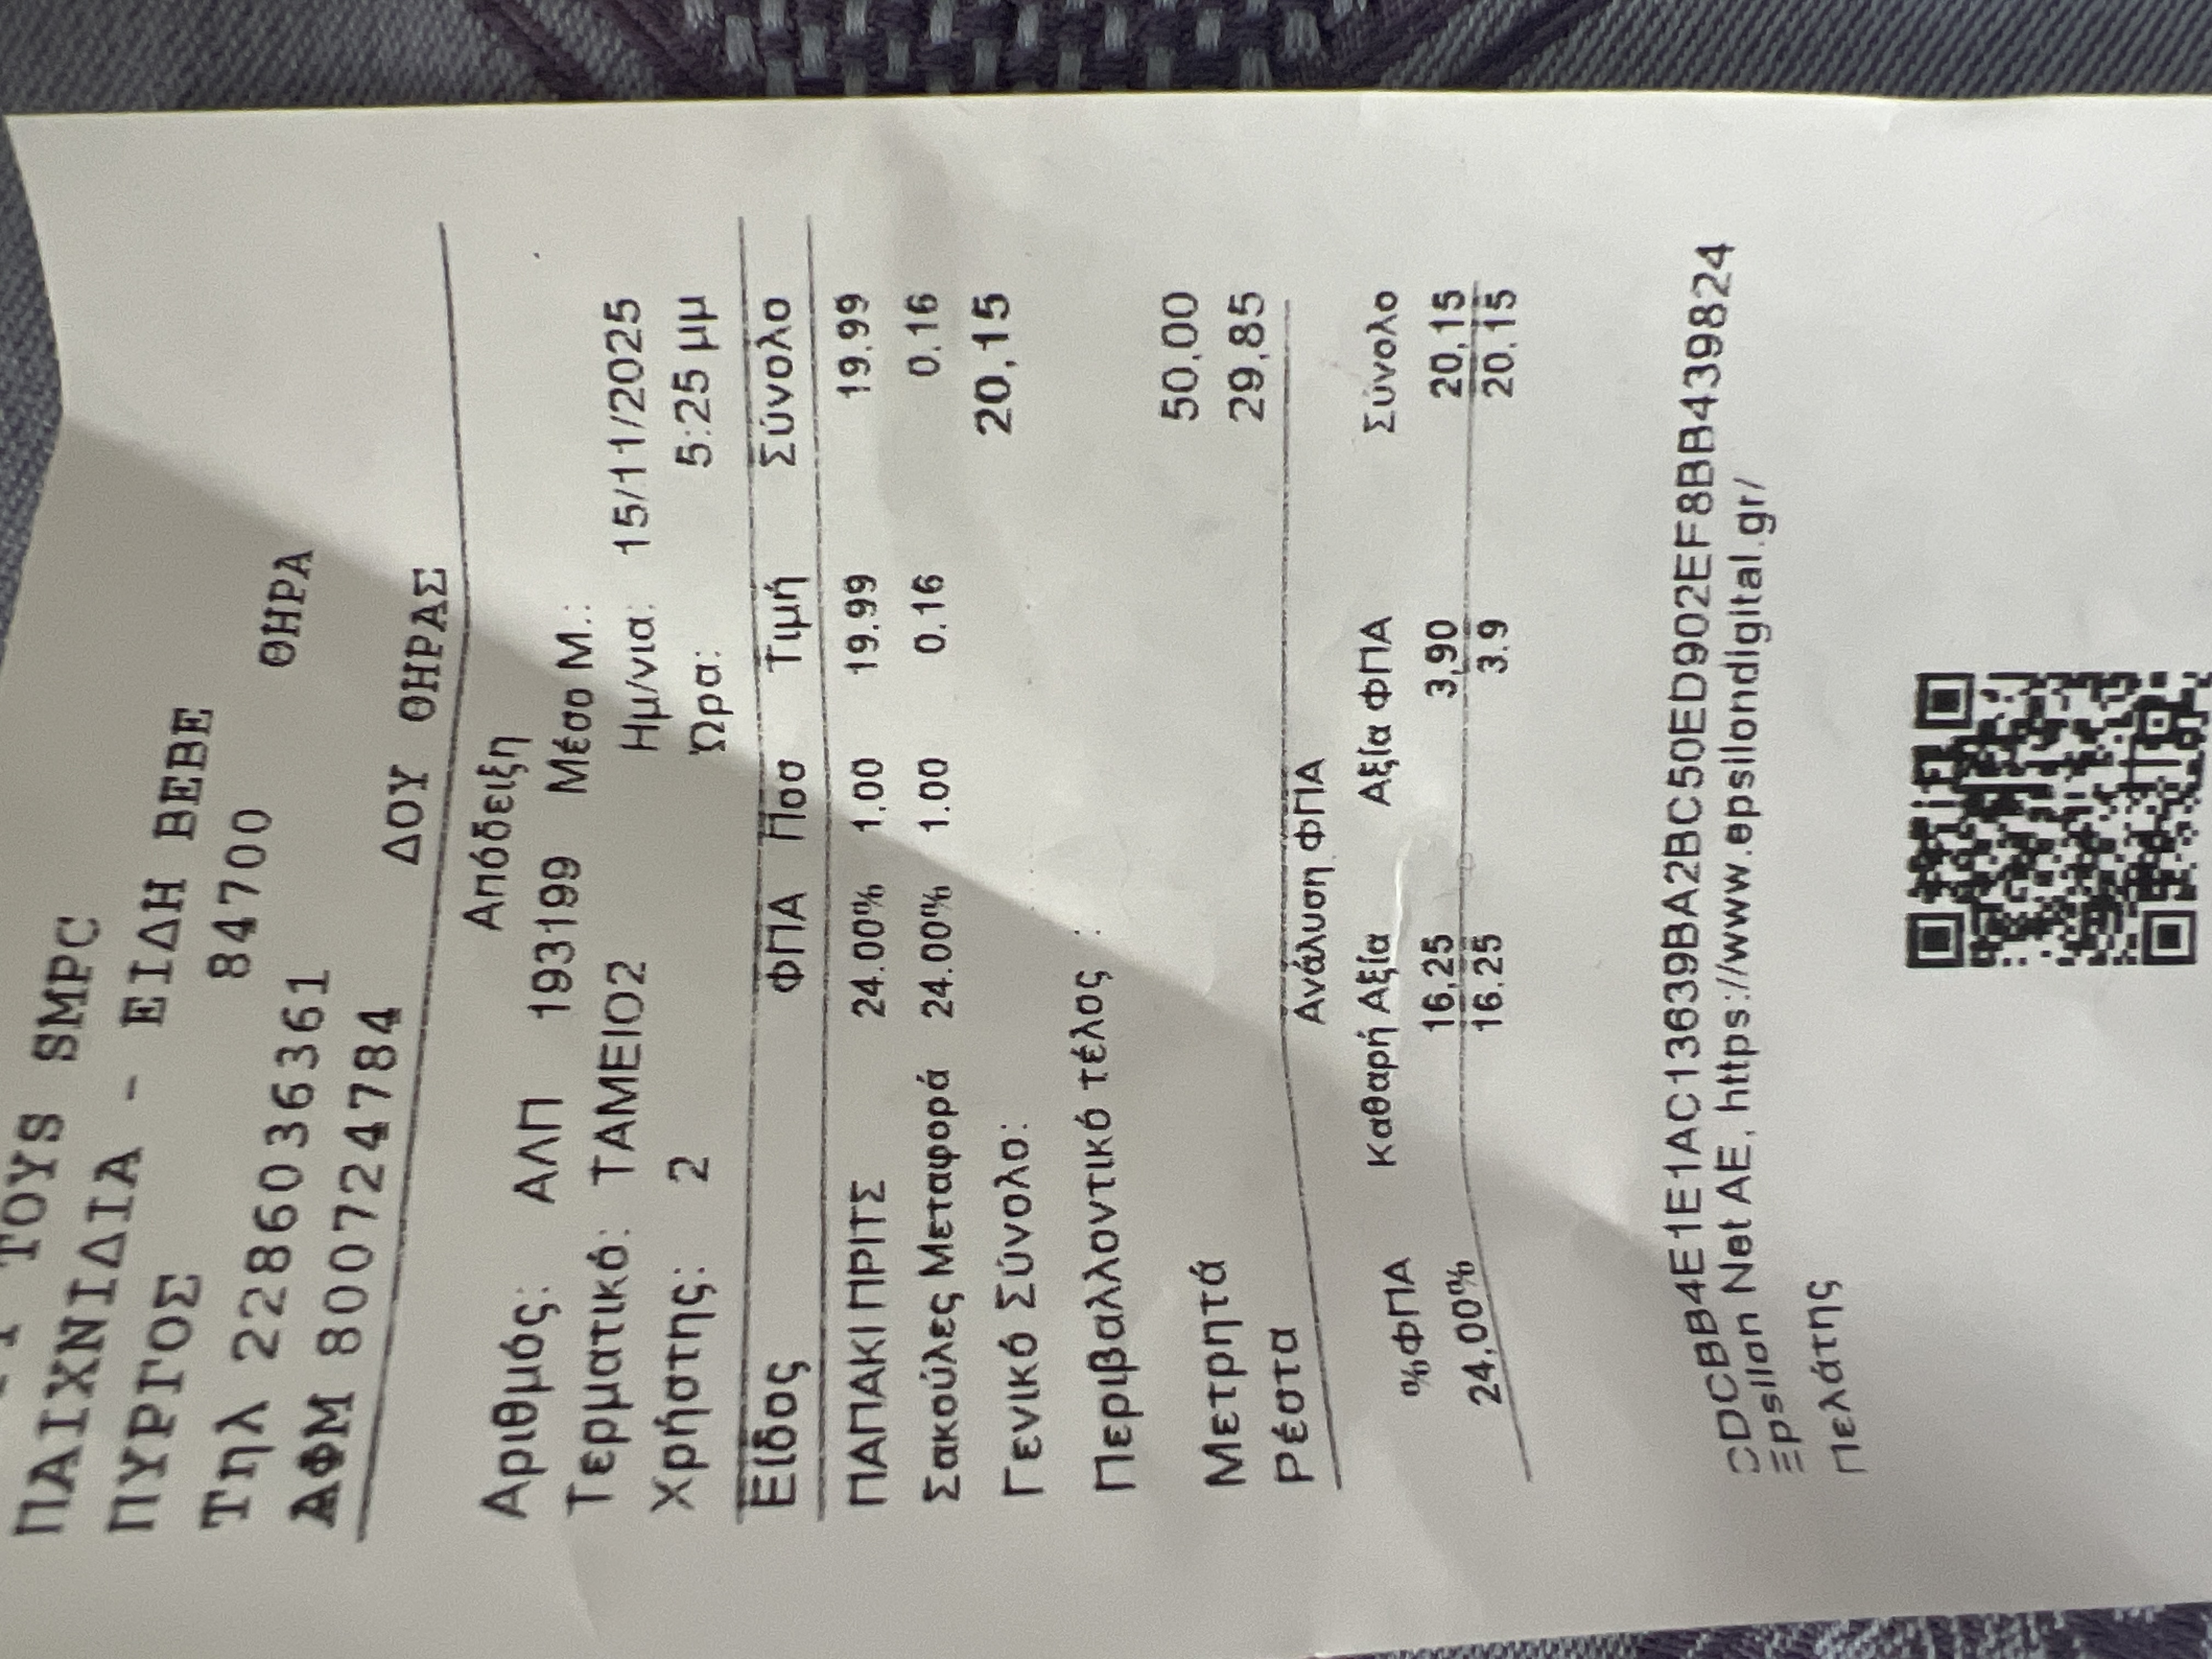 TOYS SMPC
ΠΑΙΧΝΙΔΙΑ - ΕΙΔΗ ΒΕΒΕ
ΠΥΡΓΟΣ 84700 ΘΗΡΑ
Τηλ 2286036361
ΑΦΜ 800724784 ΔΟΥ ΘΗΡΑΣ
Απόδειξη
Αριθμός: ΑΛΠ 193199 Μέσο Μ.:
Τερματικό: ΤΑΜΕΙΟ2 Ημ/νια: 15/11/2025
Χρήστης: 2 Ώρα: 5:25 μμ
Είδος ΦΠΑ Ποσ Τιμή Σύνολο
ΠΑΠΑΚΙ ΠΡΙΤΣ 24.00% 1.00 19.99 19.99
Σακούλες Μεταφορά 24.00% 1.00 0.16 0.16
Γενικό Σύνολο: 20,15
Περιβαλλοντικό τέλος :
Μετρητά 50,00
Ρέστα 29,85
Ανάλυση ΦΠΑ
%ΦΠΑ Καθαρή Αξία Αξία ΦΠΑ Σύνολο
24,00% 16,25 3,90 20,15
16.25 3.9 20.15
CDCBB4E1E1AC13639BA2BC50ED902EF8BB439824
Epsilon Net AE, https://www.epsilondigital.gr/
Πελάτης